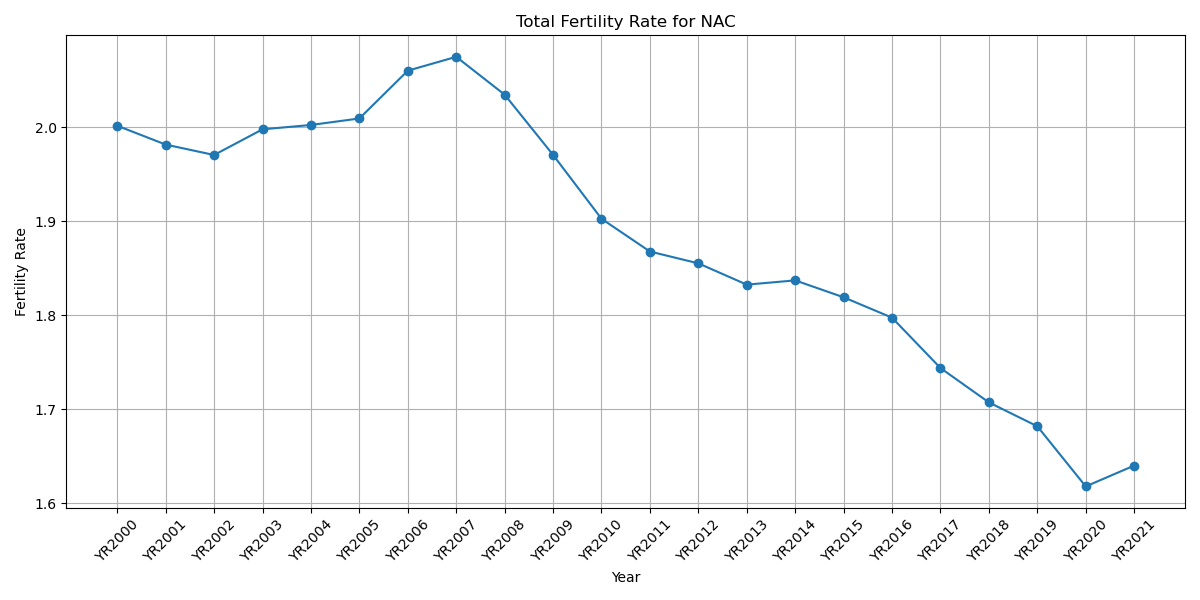 Total Fertility Rate for NAC
Fertility Rate
2.0
1.9
1.8
1.7
1.6
YR2000
YR2001
YR2002
YR2003
YR2004
YR2005
YR2006
YR2007
YR2008
YR2009
YR2010
YR2011
YR2012
YR2013
YR2014
YR2015
YR2016
YR2017
YR2018
YR2019
YR2020
YR2021
Year